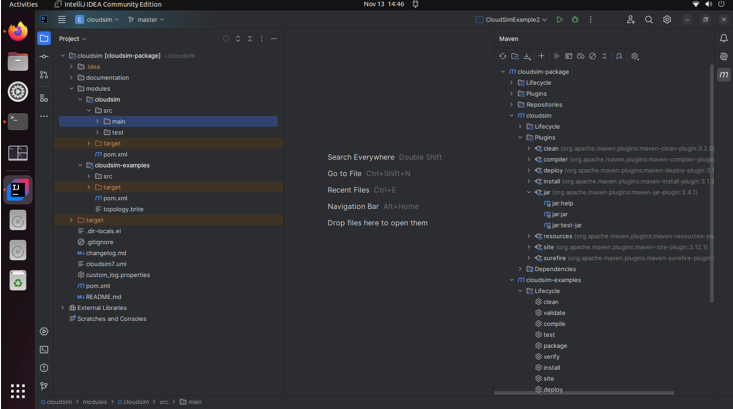 Activities
IntelliJ IDEA Community Edition
Nov 13 14:46
C cloudsim
master
CloudSimExample2
Project
cloudsim [cloudsim-package] ~/cloudsim
.idea
documentation
modules
cloudsim
src
main
test
target
pom.xml
cloudsim-examples
src
target
pom.xml
topology.brite
target
.dir-locals.el
.gitignore
changelog.md
cloudsim7.uml
custom_log.properties
pom.xml
README.md
External Libraries
Scratches and Consoles
Search Everywhere Double Shift
Go to File Ctrl+Shift+N
Recent Files Ctrl+E
Navigation Bar Alt+Home
Drop files here to open them
Maven
cloudsim-package
Lifecycle
Plugins
Repositories
cloudsim
Lifecycle
Plugins
clean (org.apache.maven.plugins:maven-clean-plugin:3.2.0
compiler (org.apache.maven.plugins:maven-compiler-plugin
deploy (org.apache.maven.plugins:maven-deploy-plugin:3.
install (org.apache.maven.plugins:maven-install-plugin:3.1.
jar (org.apache.maven.plugins:maven-jar-plugin:3.4.1)
jar:help
jar:jar
jar:test-jar
resources (org.apache.maven.plugins:maven-resources-pl
site (org.apache.maven.plugins:maven-site-plugin:3.12.1)
surefire (org.apache.maven.plugins:maven-surefire-plugin
Dependencies
cloudsim-examples
Lifecycle
clean
validate
compile
test
package
verify
install
site
deploy
cloudsim > modules > cloudsim > src > main